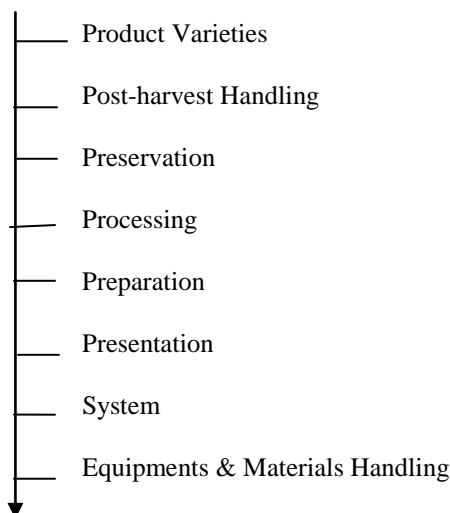 Product Varieties
Post-harvest Handling
Preservation
Processing
Preparation
Presentation
System
Equipments & Materials Handling